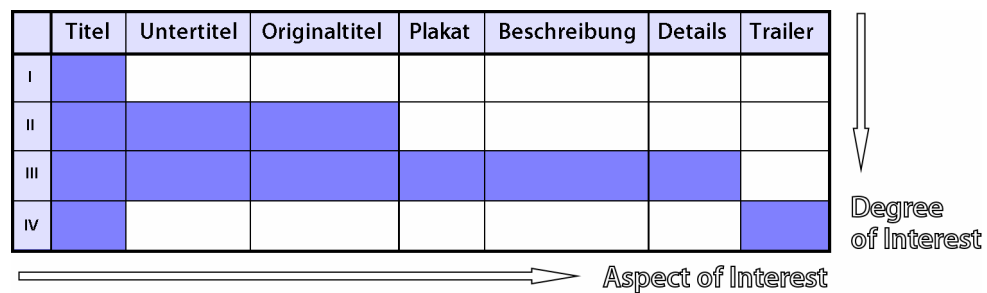 Titel Untertitel Originaltitel Plakat Beschreibung Details Trailer
I
II
III
IV
Degree
of Interest
Aspect of Interest